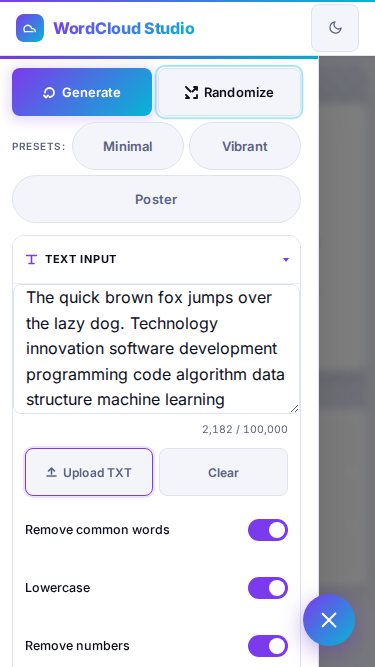 WordCloud Studio
Generate
Randomize
PRESETS:
Minimal
Vibrant
Poster
TEXT INPUT
The quick brown fox jumps over
the lazy dog. Technology
innovation software development
programming code algorithm data
structure machine learning
2,182 / 100,000
Upload TXT
Clear
Remove common words
Lowercase
Remove numbers